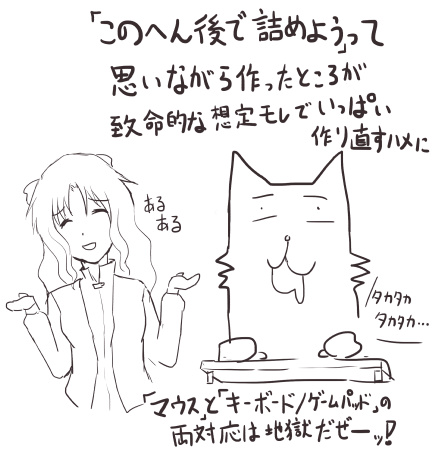 「このへん後で詰めよう」って
思いながら作ったところが
致命的な想定モレでいっぱい
作り直すハメに
あるある
タカタカ
タカタカ…
「マウス」と「キーボード/ゲームパッド」の
両対応は地獄だぜーッ!